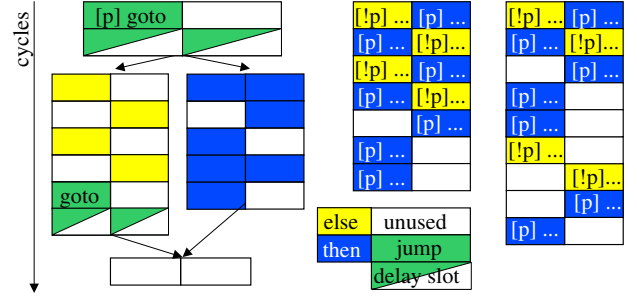 cycles
[p] goto
goto
[!p] ... [p] ...
[p] ... [!p]...
[!p] ... [p] ...
[p] ... [!p]...
[p] ...
[p] ...
[p] ...
[!p] ... [p] ...
[p] ... [!p]...
[p] ...
[p] ...
[p] ...
[!p] ...
[!p]...
[p] ...
[p] ...
else unused
then jump
delay slot